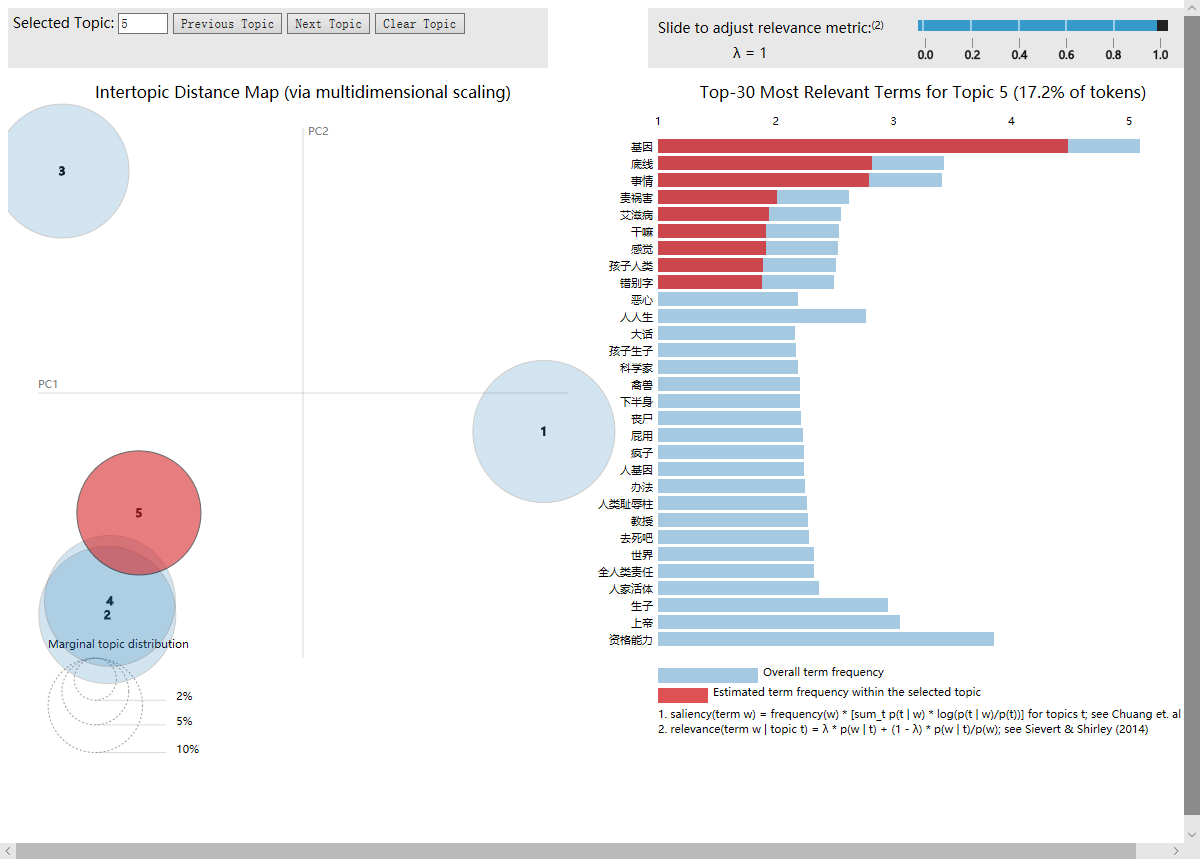 Selected Topic: 5 Previous Topic Next Topic Clear Topic
Slide to adjust relevance metric:(2)
λ = 1
0.0 0.2 0.4 0.6 0.8 1.0
Intertopic Distance Map (via multidimensional scaling)
PC2
PC1
3
1
5
4
2
Marginal topic distribution
2%
5%
10%
Top-30 Most Relevant Terms for Topic 5 (17.2% of tokens)
1 2 3 4 5
基因
底线
事情
责祸害
艾滋病
干嘛
感觉
孩子人类
错别字
恶心
人人生
大话
孩子生子
科学家
禽兽
下半身
丧尸
屁用
疯子
人基因
办法
人类耻辱柱
教授
去死吧
世界
全人类责任
人家活体
生子
上帝
资格能力
Overall term frequency
Estimated term frequency within the selected topic
1. saliency(term w) = frequency(w) * [sum_t p(t | w) * log(p(t | w)/p(t))] for topics t; see Chuang et. al
2. relevance(term w | topic t) = λ * p(w | t) + (1 - λ) * p(w | t)/p(w); see Sievert & Shirley (2014)